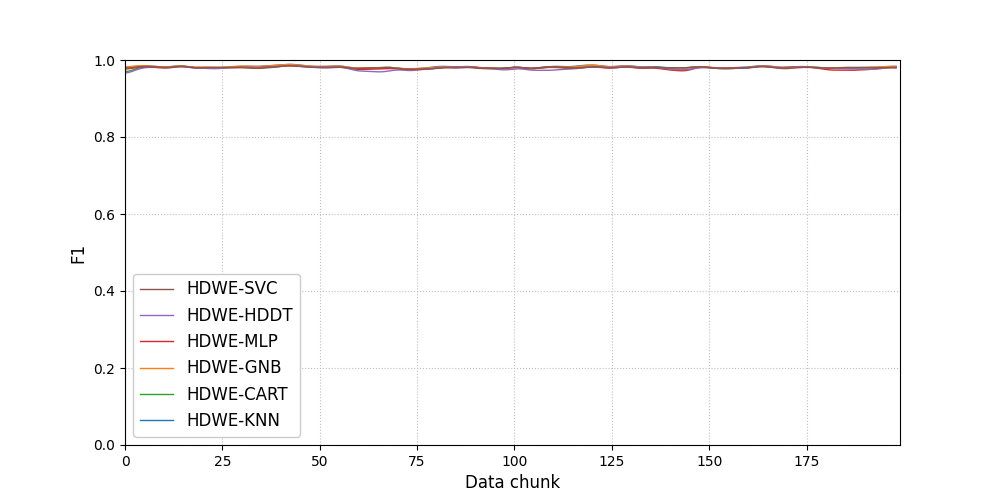 1.0
0.8
0.6
0.4
0.2
0.0
F1
HDWE-SVC
HDWE-HDDT
HDWE-MLP
HDWE-GNB
HDWE-CART
HDWE-KNN
0 25 50 75 100 125 150 175
Data chunk